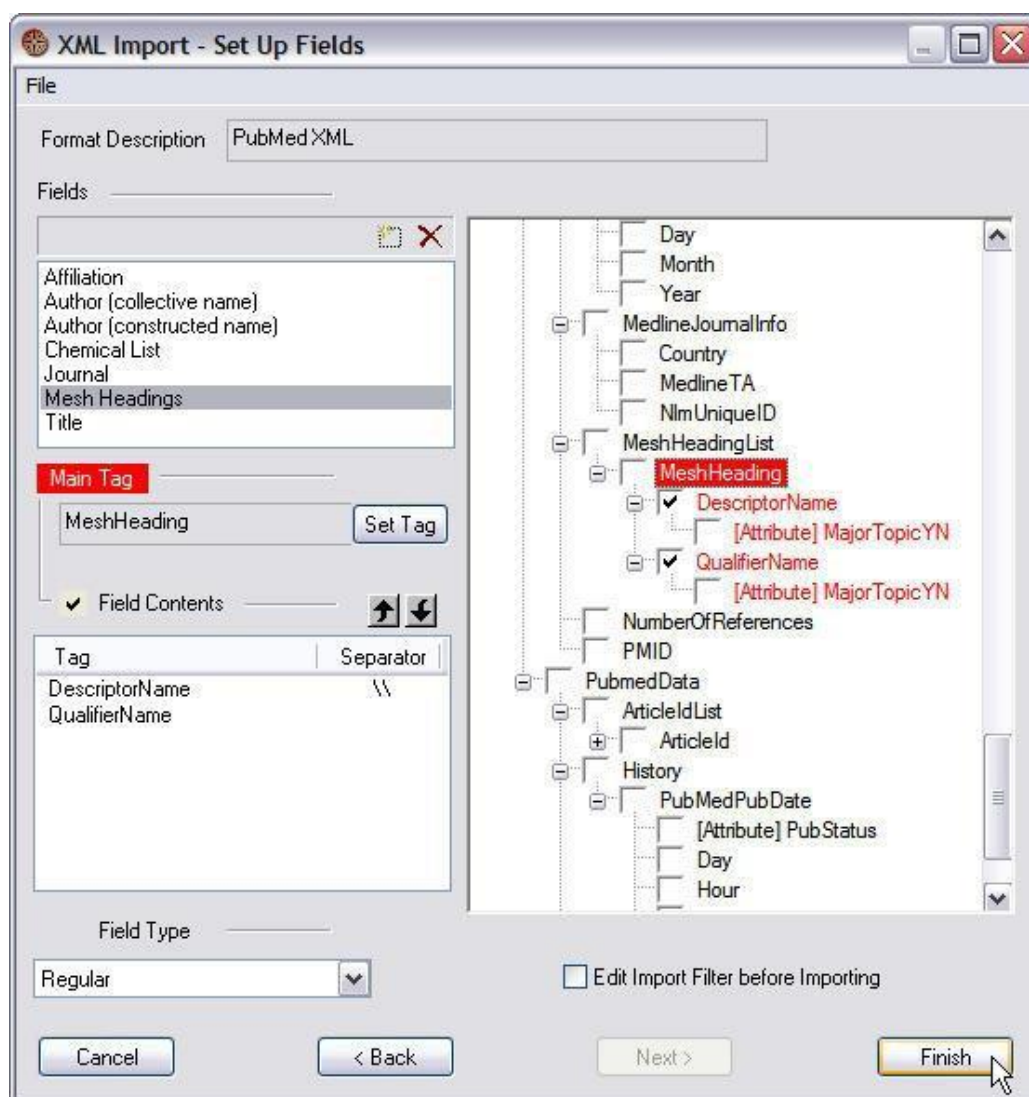 XML Import - Set Up Fields
File
Format Description PubMed XML
Fields
Affiliation
Author (collective name)
Author (constructed name)
Chemical List
Journal
Mesh Headings
Title
Main Tag
MeshHeading Set Tag
Field Contents
Tag Separator
DescriptorName \\
QualifierName
Field Type
Regular
Day
Month
Year
MedlineJournalInfo
Country
MedlineTA
NlmUniqueID
MeshHeadingList
MeshHeading
DescriptorName
[Attribute] MajorTopicYN
QualifierName
[Attribute] MajorTopicYN
NumberOfReferences
PMID
PubmedData
ArticleIdList
ArticleId
History
PubMedPubDate
[Attribute] PubStatus
Day
Hour
Edit Import Filter before Importing
Cancel < Back Next > Finish